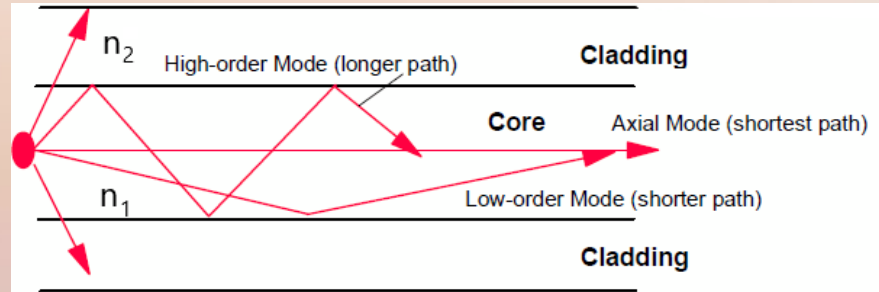 n2
Cladding
High-order Mode (longer path)
Core
Axial Mode (shortest path)
n1
Low-order Mode (shorter path)
Cladding